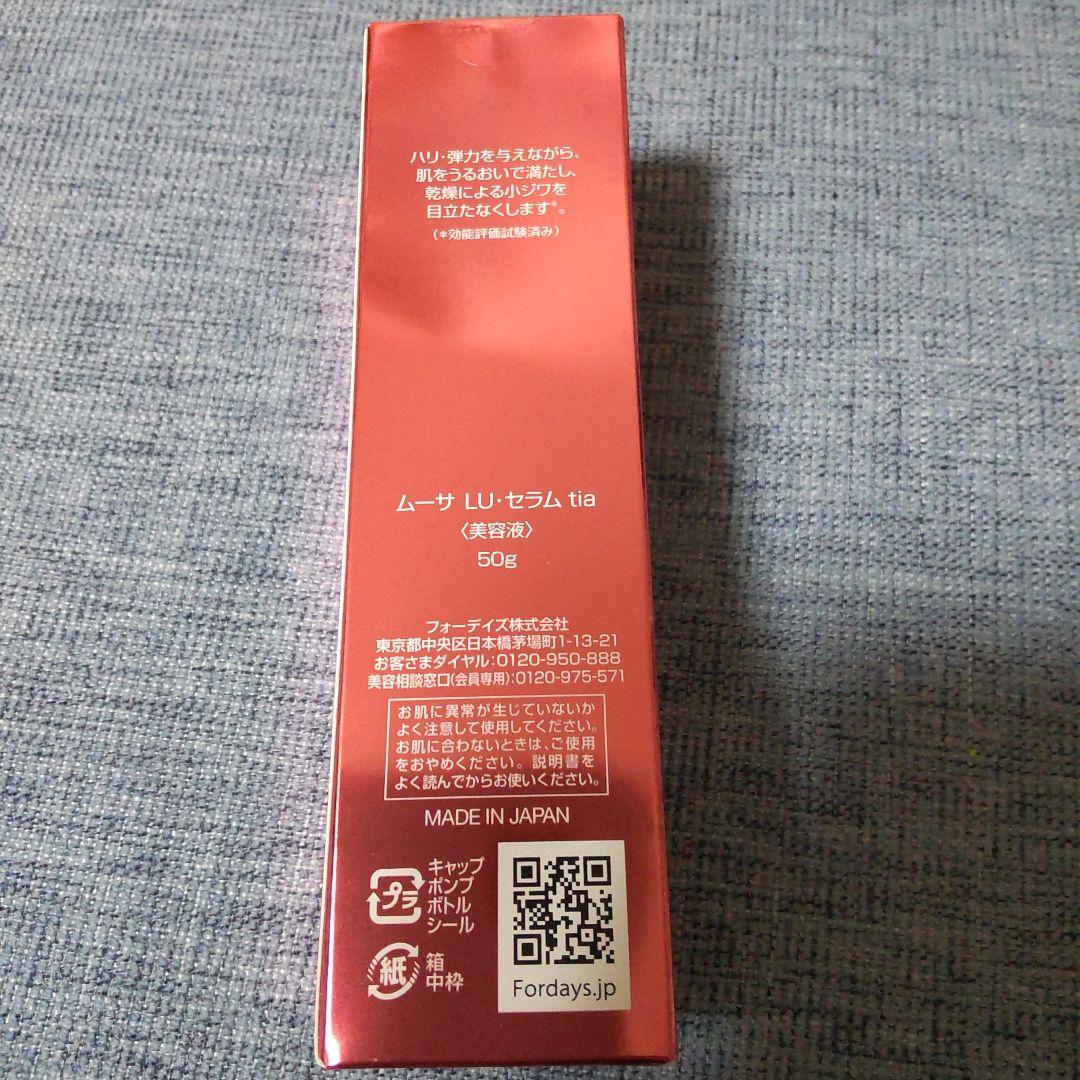 ハリ・弾力を与えながら、
肌をうるおいで満たし、
乾燥による小ジワを
目立たなくします*。
(*効能評価試験済み)
ムーサ LU・セラム tia
〈美容液〉
50g
フォーデイズ株式会社
東京都中央区日本橋茅場町1-13-21
お客さまダイヤル:0120-950-888
美容相談窓口(会員専用):0120-975-571
お肌に異常が生じていないか
よく注意して使用してください。
お肌に合わないときは、ご使用
をおやめください。説明書を
よく読んでからお使いください。
MADE IN JAPAN
プラ
キャップ
ポンプ
ボトル
シール
紙
箱
中枠
Fordays.jp